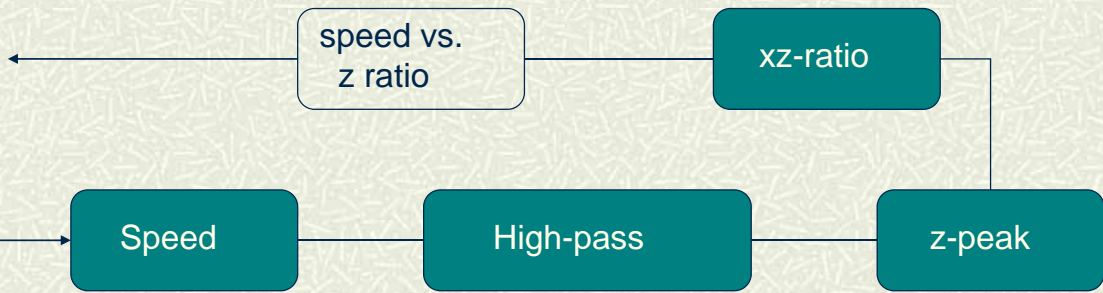 speed vs.
z ratio
xz-ratio
Speed
High-pass
z-peak